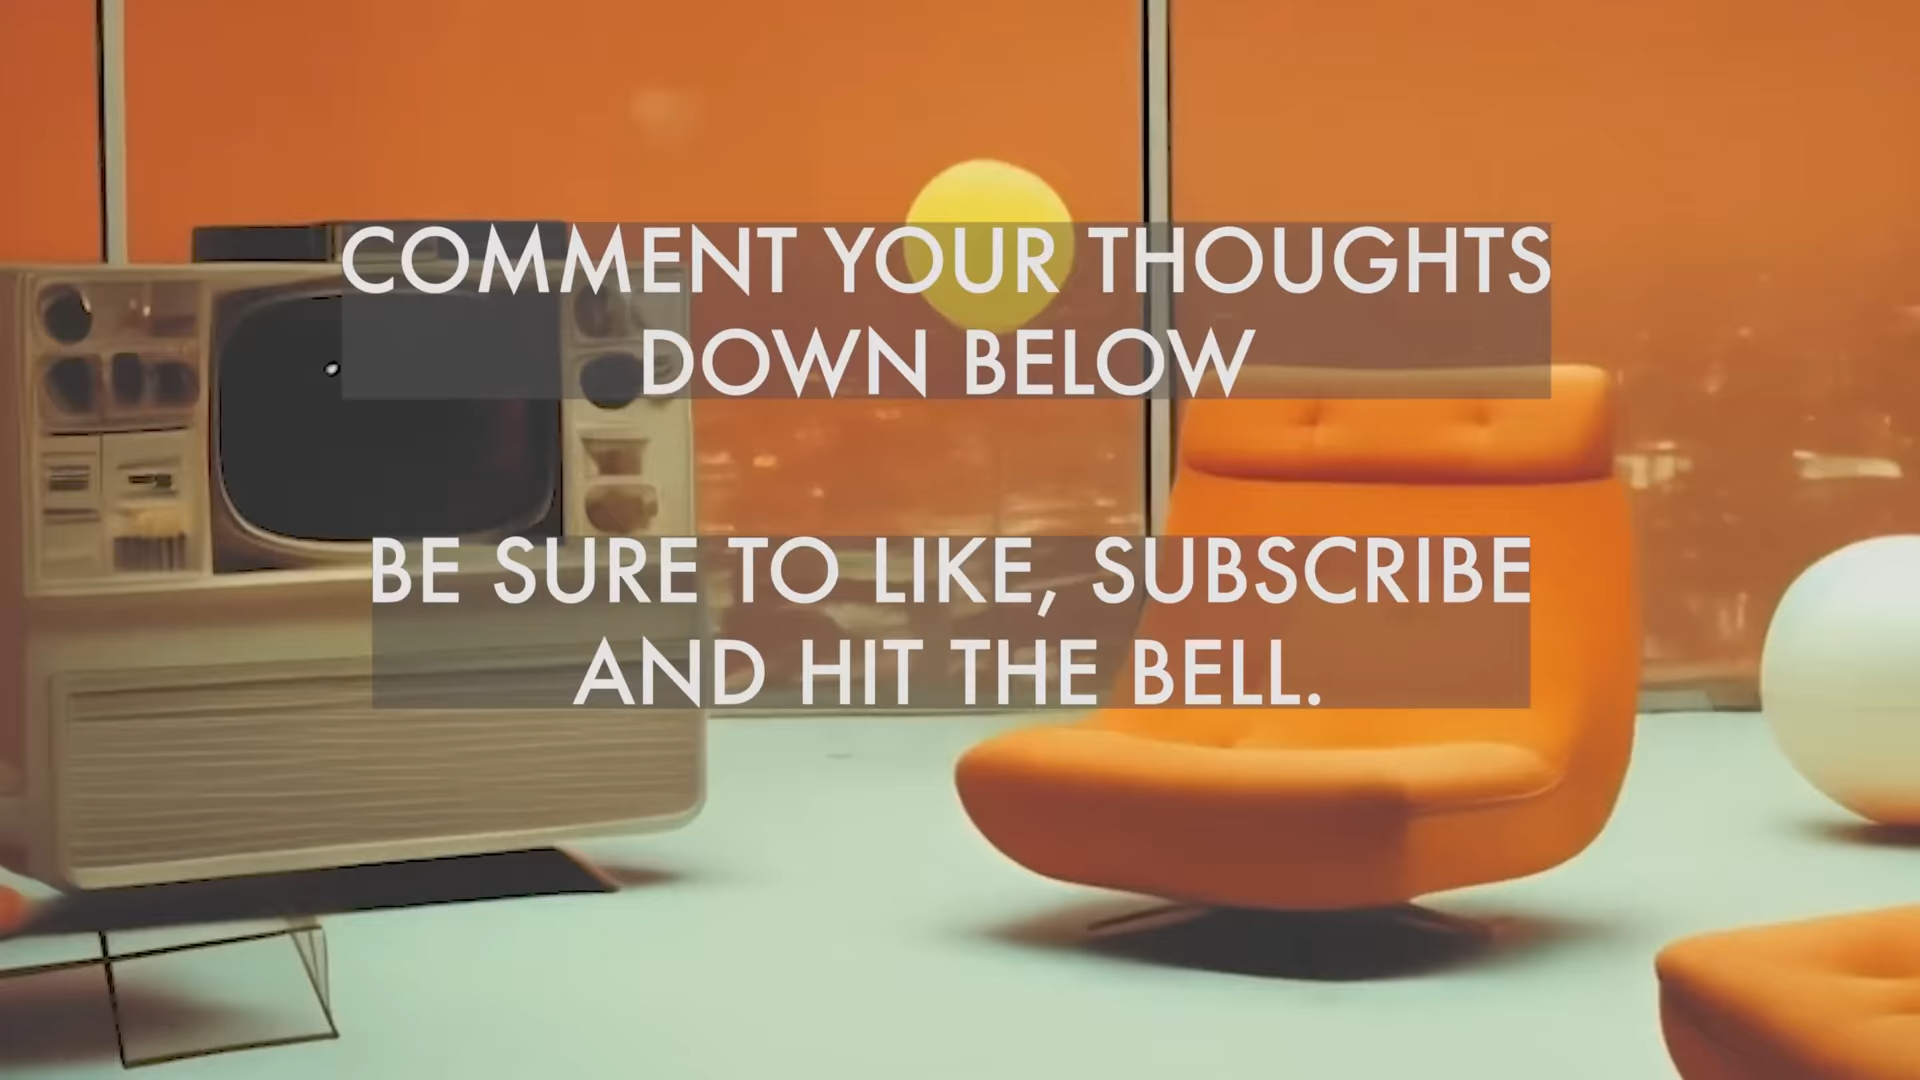 COMMENT YOUR THOUGHTS
DOWN BELOW
BE SURE TO LIKE, SUBSCRIBE
AND HIT THE BELL.